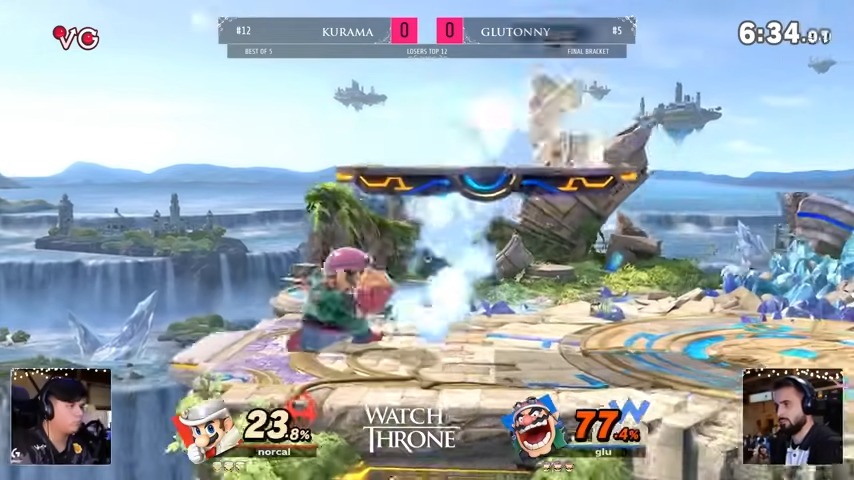 VG
#12 KURAMA 0 0 GLUTONNY #5
BEST OF 5 LOSERS TOP 12 FINAL BRACKET
6:34.01
23.8%
norcal
WATCH
THE
THRONE
77.4%
glu